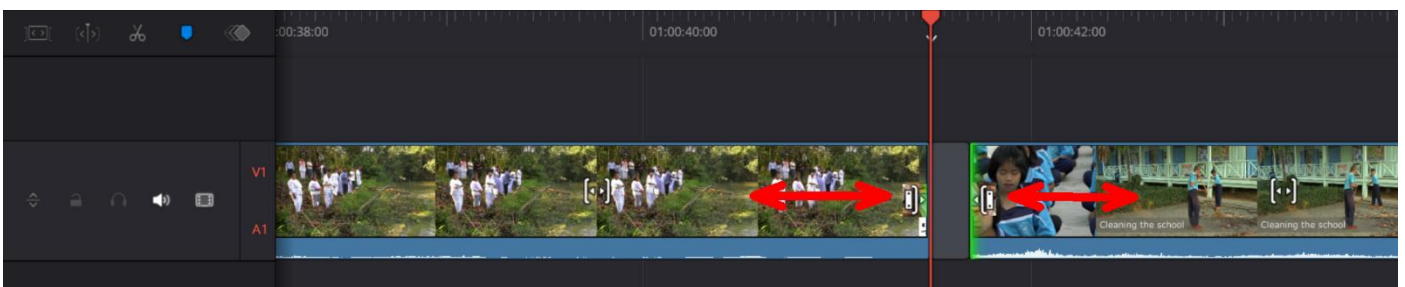 :00:38:00
01:00:40:00
01:00:42:00
V1
A1
Cleaning the school
Cleaning the school